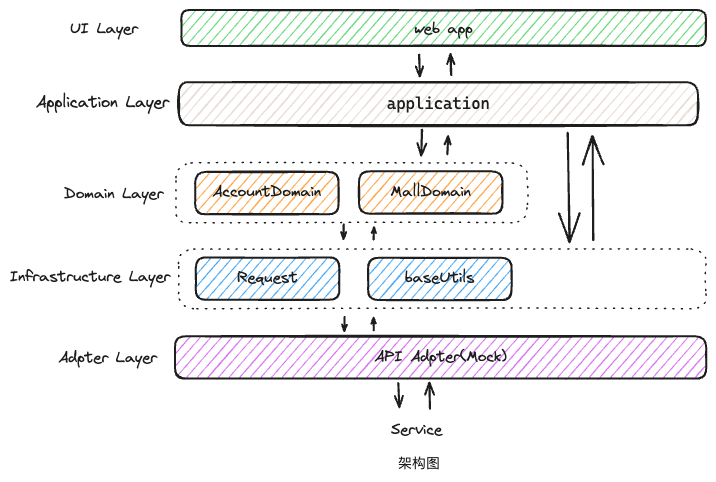 UI Layer
web app
Application Layer
application
Domain Layer
AccountDomain
MallDomain
Infrastructure Layer
Request
baseUtils
Adpter Layer
API Adpter(Mock)
Service
架构图